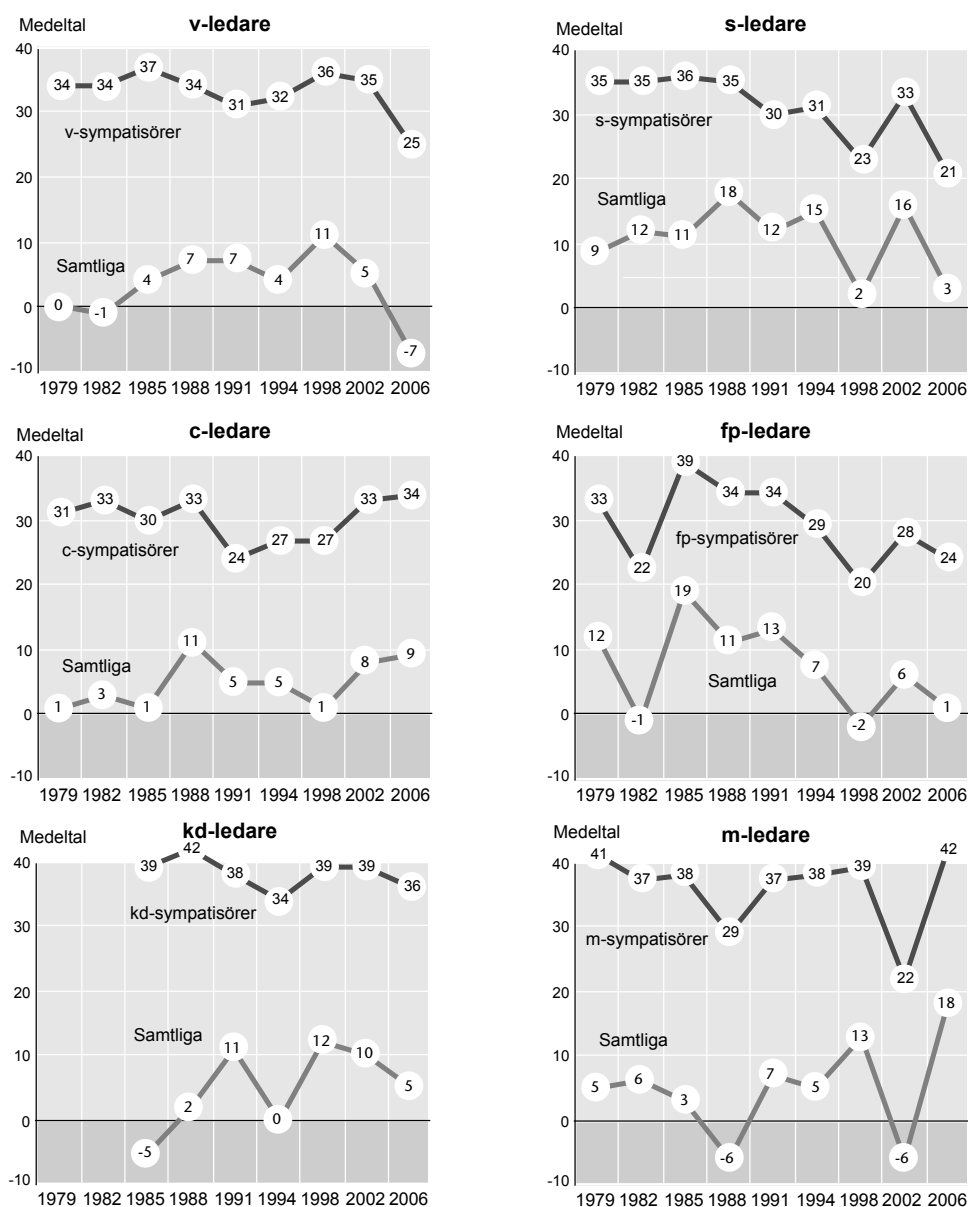 Medeltal
v-ledare
40
30
20
10
0
-10
34 34 37 34 31 32 36 35 25
v-sympatisörer
Samtliga
0 -1 4 7 7 4 11 5 -7
1979 1982 1985 1988 1991 1994 1998 2002 2006
Medeltal
s-ledare
40
30
20
10
0
-10
35 35 36 35 30 31 23 33 21
s-sympatisörer
Samtliga
9 12 11 18 12 15 2 16 3
1979 1982 1985 1988 1991 1994 1998 2002 2006
Medeltal
c-ledare
40
30
20
10
0
-10
31 33 30 33 24 27 27 33 34
c-sympatisörer
Samtliga
1 3 1 11 5 5 1 8 9
1979 1982 1985 1988 1991 1994 1998 2002 2006
Medeltal
fp-ledare
40
30
20
10
0
-10
33 22 39 34 34 29 20 28 24
fp-sympatisörer
Samtliga
12 -1 19 11 13 7 -2 6 1
1979 1982 1985 1988 1991 1994 1998 2002 2006
Medeltal
kd-ledare
40
30
20
10
0
-10
39 42 38 34 39 39 36
kd-sympatisörer
Samtliga
-5 2 11 0 12 10 5
1979 1982 1985 1988 1991 1994 1998 2002 2006
Medeltal
m-ledare
40
30
20
10
0
-10
41 37 38 29 37 38 39 22 42
m-sympatisörer
Samtliga
5 6 3 -6 7 5 13 -6 18
1979 1982 1985 1988 1991 1994 1998 2002 2006